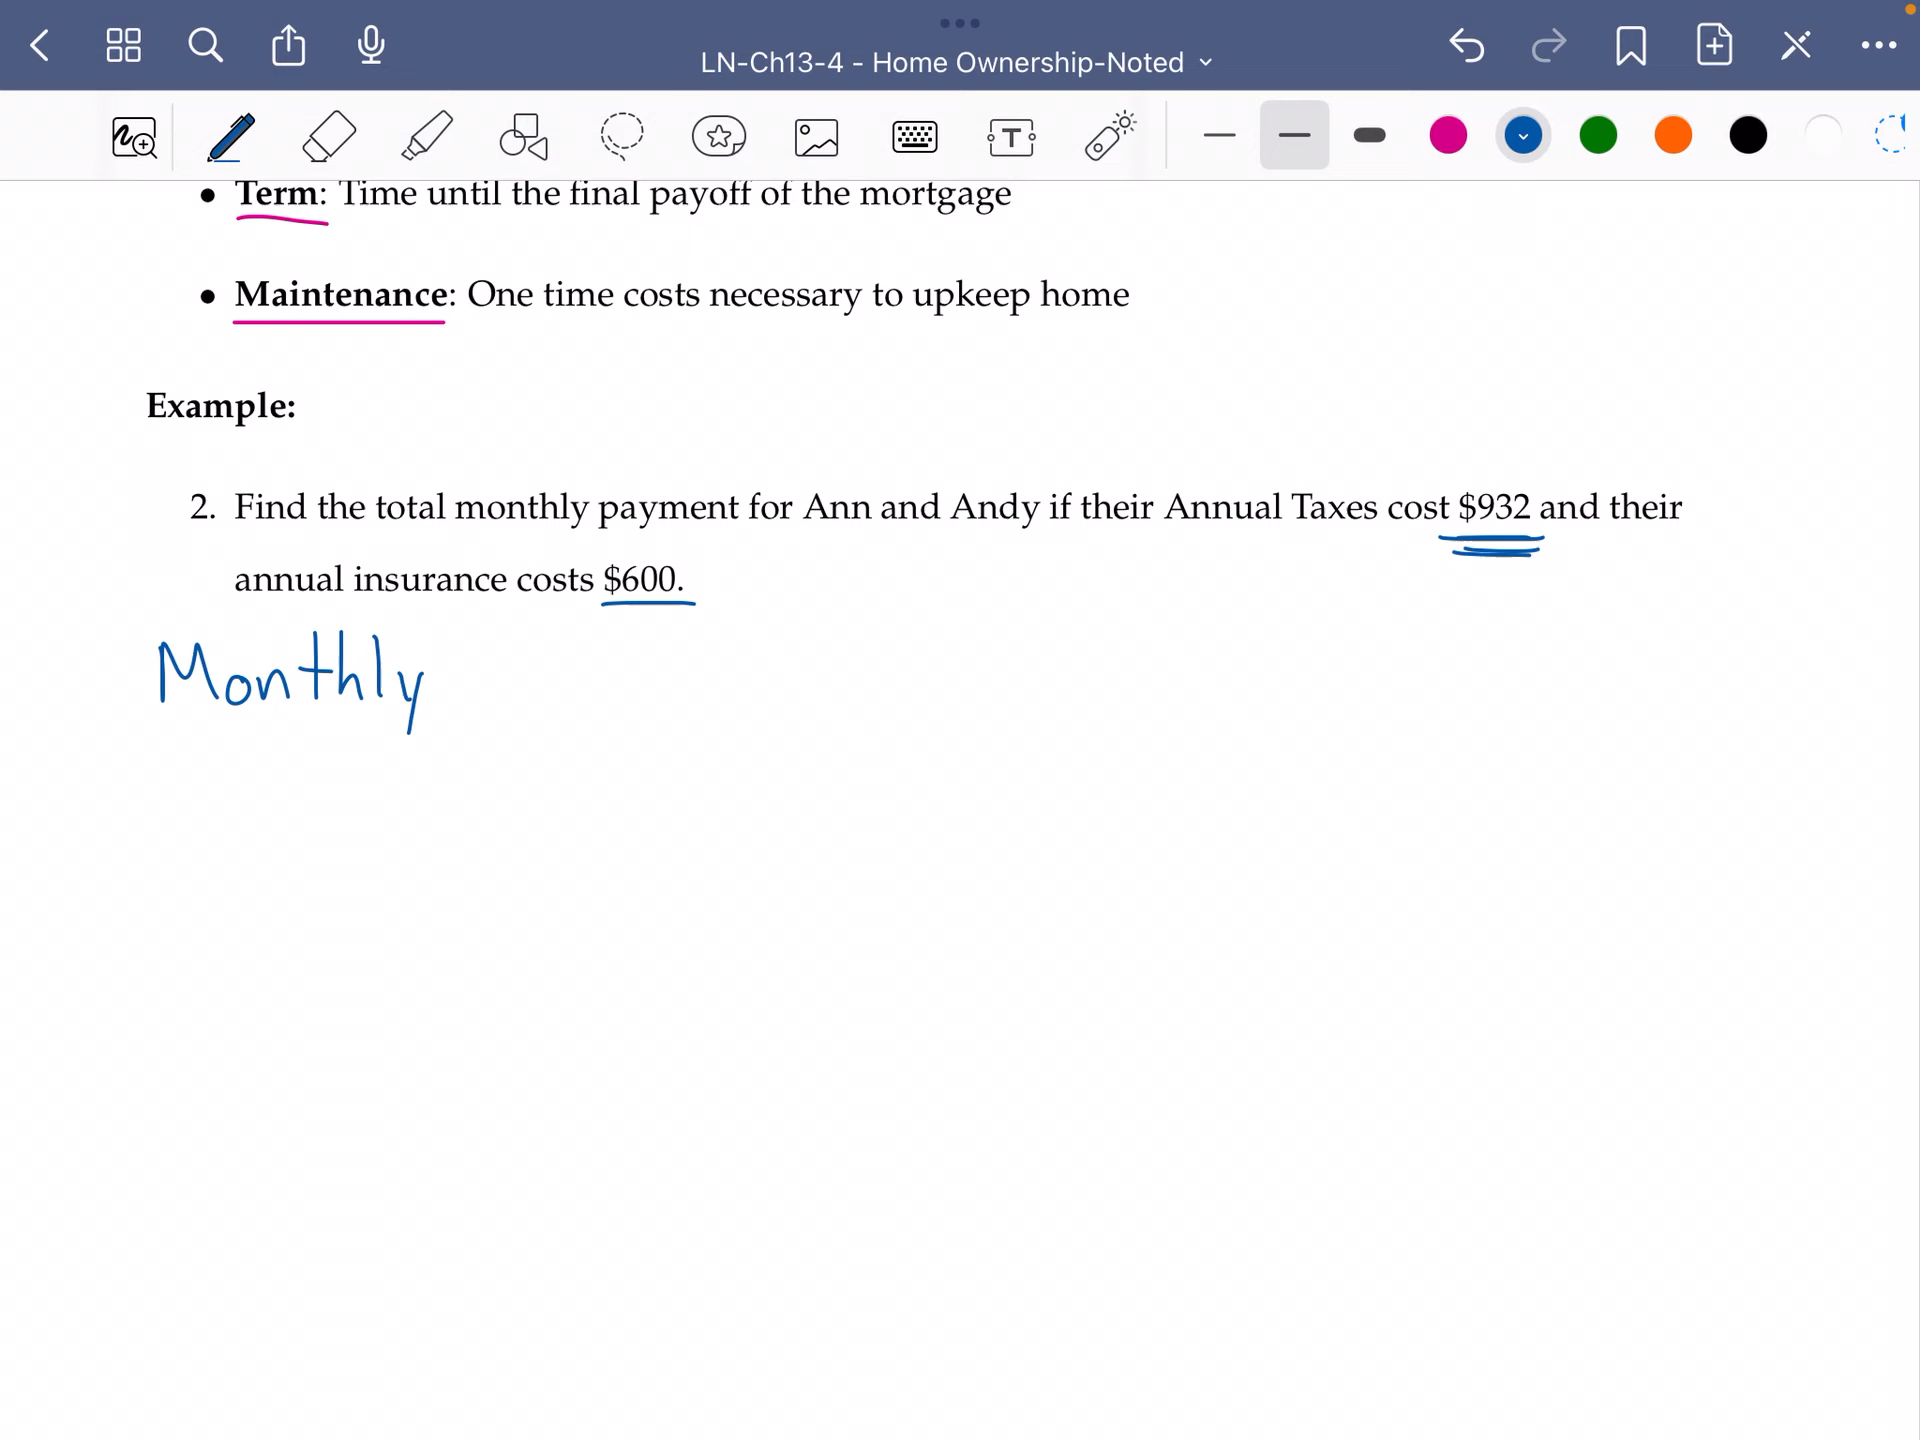 LN-Ch13-4 - Home Ownership-Noted
T
• Term: Time until the final payoff of the mortgage
• Maintenance: One time costs necessary to upkeep home
Example:
2. Find the total monthly payment for Ann and Andy if their Annual Taxes cost $932 and their
annual insurance costs $600.
Monthly